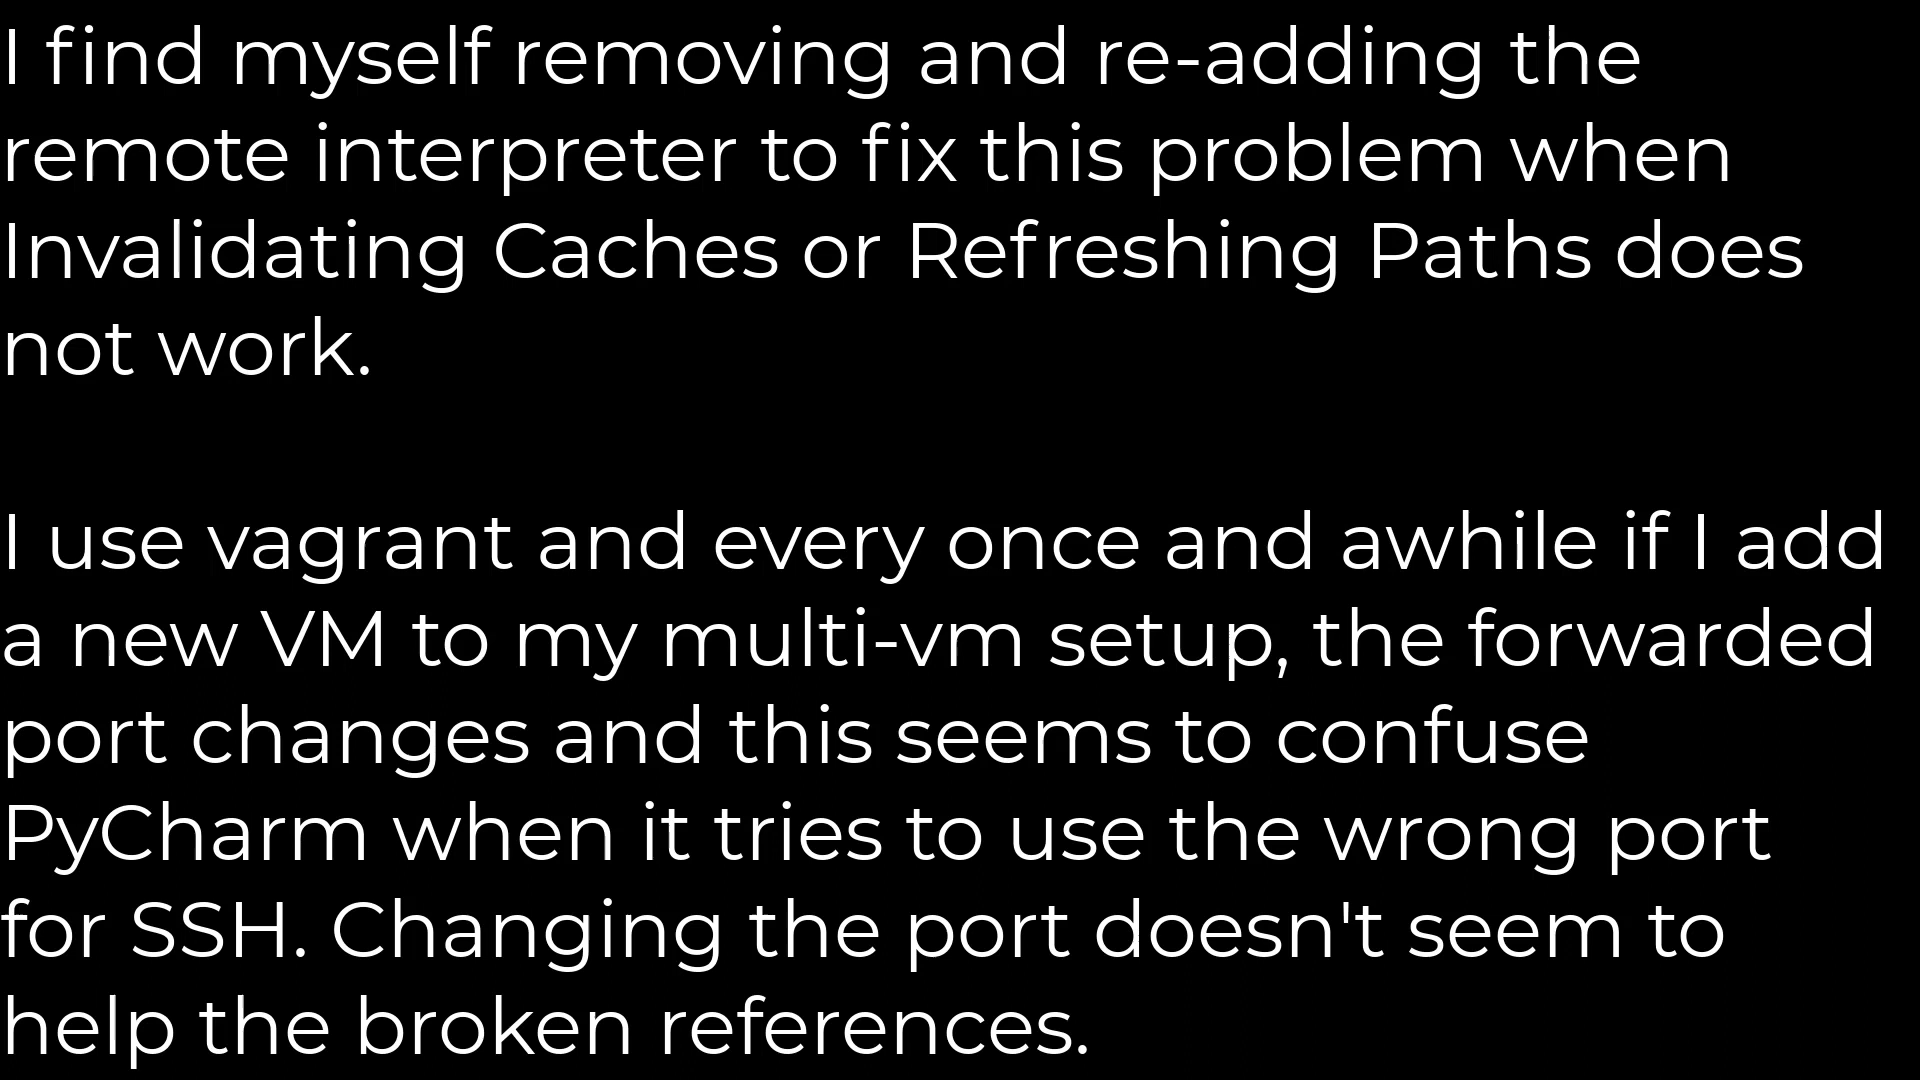 I find myself removing and re-adding the
remote interpreter to fix this problem when
Invalidating Caches or Refreshing Paths does
not work.
I use vagrant and every once and awhile if I add
a new VM to my multi-vm setup, the forwarded
port changes and this seems to confuse
PyCharm when it tries to use the wrong port
for SSH. Changing the port doesn't seem to
help the broken references.